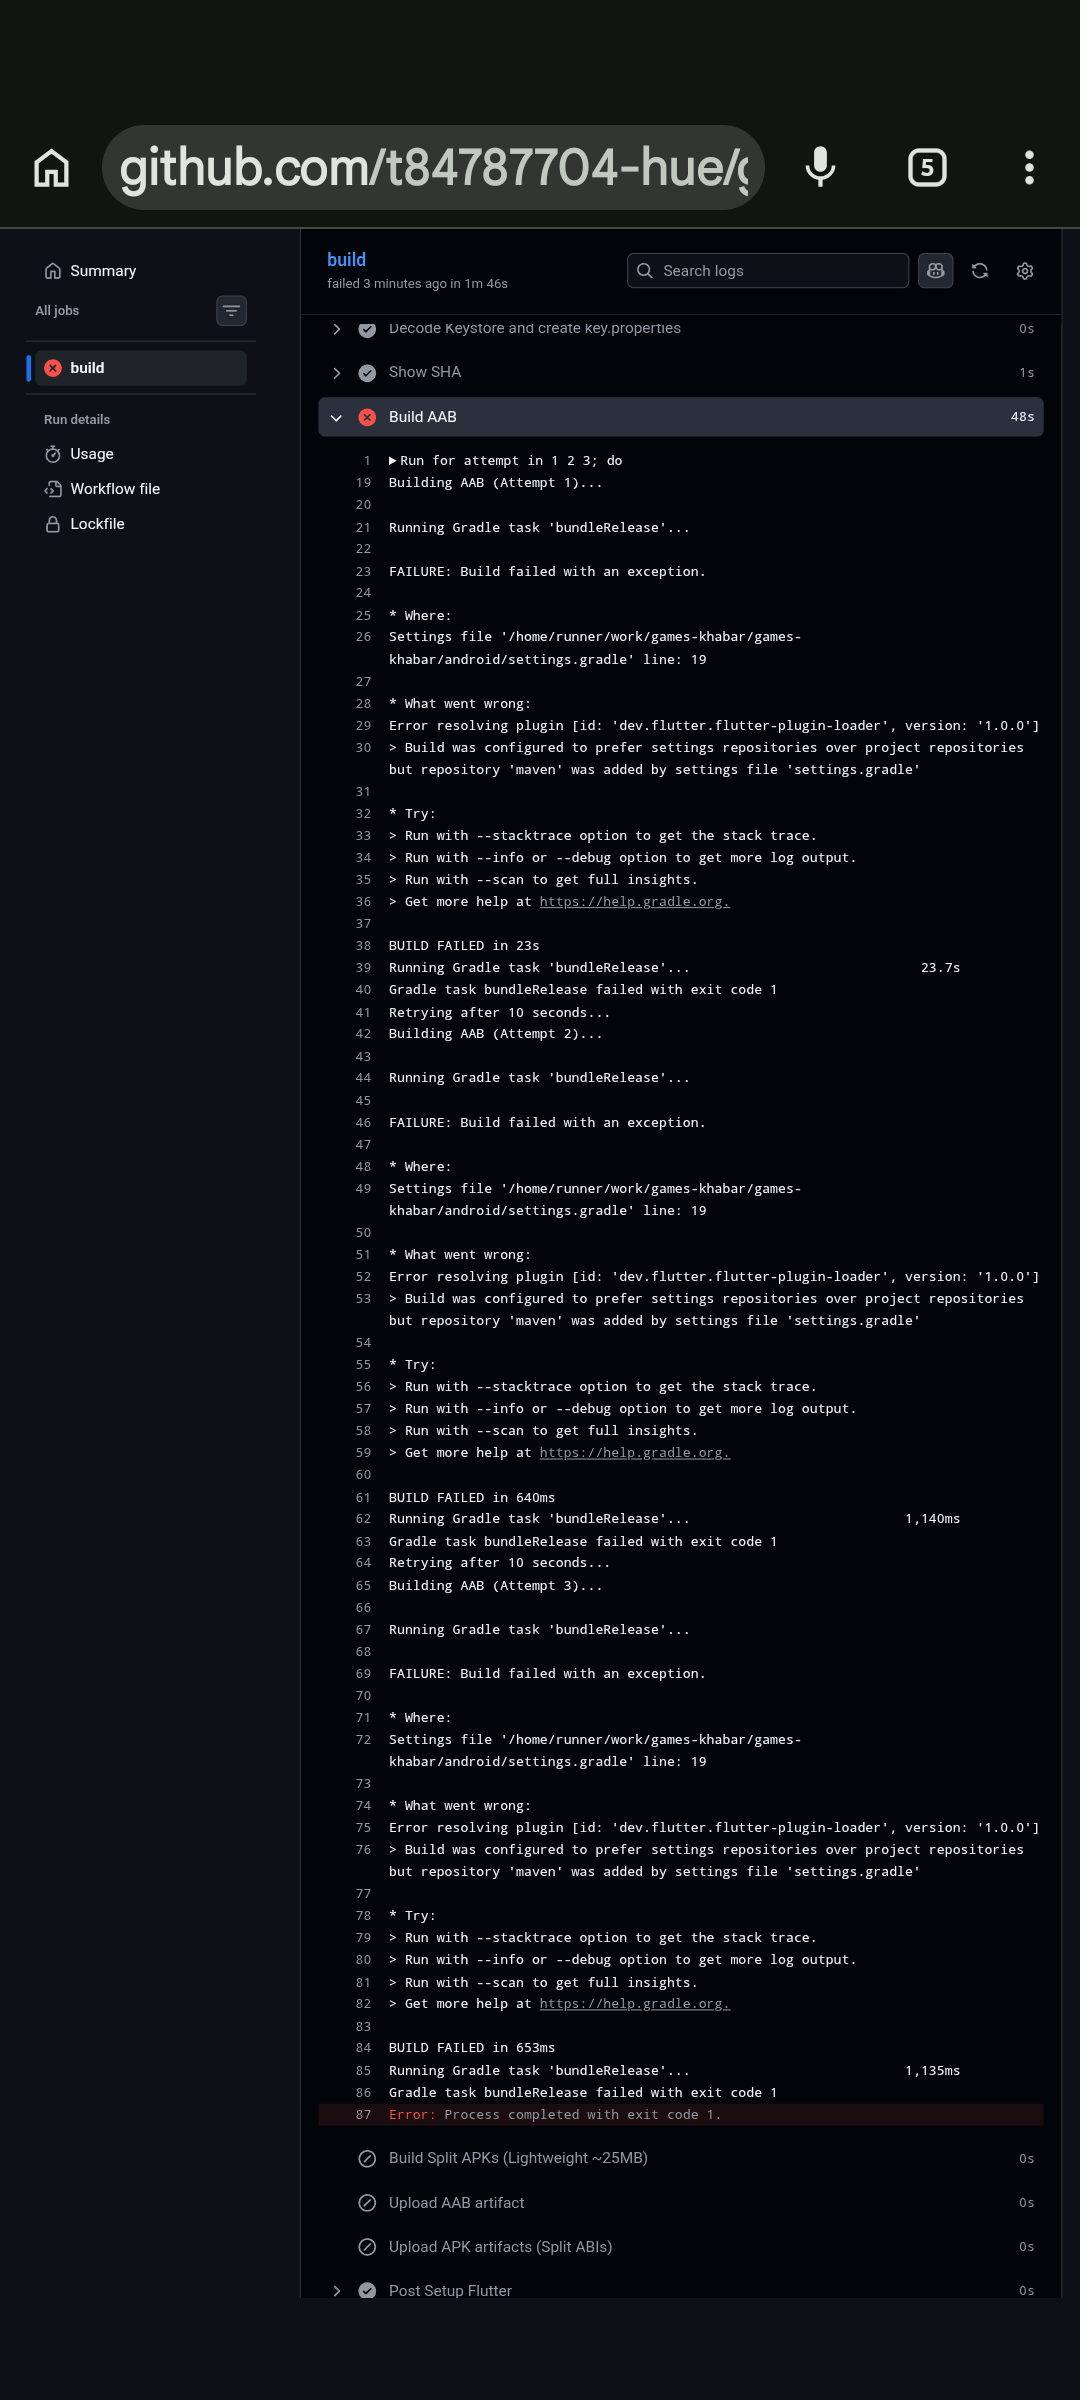 github.com/t84787704-hue/g
5
Summary
All jobs
build
Run details
Usage
Workflow file
Lockfile
build
failed 3 minutes ago in 1m 46s
Search logs
Decode Keystore and create key.properties 0s
Show SHA 1s
Build AAB 48s
1 Run for attempt in 1 2 3; do
19 Building AAB (Attempt 1)...
20
21 Running Gradle task 'bundleRelease'...
22
23 FAILURE: Build failed with an exception.
24
25 * Where:
26 Settings file '/home/runner/work/games-khabar/games-
khabar/android/settings.gradle' line: 19
27
28 * What went wrong:
29 Error resolving plugin [id: 'dev.flutter.flutter-plugin-loader', version: '1.0.0']
30 > Build was configured to prefer settings repositories over project repositories
but repository 'maven' was added by settings file 'settings.gradle'
31
32 * Try:
33 > Run with --stacktrace option to get the stack trace.
34 > Run with --info or --debug option to get more log output.
35 > Run with --scan to get full insights.
36 > Get more help at https://help.gradle.org.
37
38 BUILD FAILED in 23s
39 Running Gradle task 'bundleRelease'... 23.7s
40 Gradle task bundleRelease failed with exit code 1
41 Retrying after 10 seconds...
42 Building AAB (Attempt 2)...
43
44 Running Gradle task 'bundleRelease'...
45
46 FAILURE: Build failed with an exception.
47
48 * Where:
49 Settings file '/home/runner/work/games-khabar/games-
khabar/android/settings.gradle' line: 19
50
51 * What went wrong:
52 Error resolving plugin [id: 'dev.flutter.flutter-plugin-loader', version: '1.0.0']
53 > Build was configured to prefer settings repositories over project repositories
but repository 'maven' was added by settings file 'settings.gradle'
54
55 * Try:
56 > Run with --stacktrace option to get the stack trace.
57 > Run with --info or --debug option to get more log output.
58 > Run with --scan to get full insights.
59 > Get more help at https://help.gradle.org.
60
61 BUILD FAILED in 640ms
62 Running Gradle task 'bundleRelease'... 1,140ms
63 Gradle task bundleRelease failed with exit code 1
64 Retrying after 10 seconds...
65 Building AAB (Attempt 3)...
66
67 Running Gradle task 'bundleRelease'...
68
69 FAILURE: Build failed with an exception.
70
71 * Where:
72 Settings file '/home/runner/work/games-khabar/games-
khabar/android/settings.gradle' line: 19
73
74 * What went wrong:
75 Error resolving plugin [id: 'dev.flutter.flutter-plugin-loader', version: '1.0.0']
76 > Build was configured to prefer settings repositories over project repositories
but repository 'maven' was added by settings file 'settings.gradle'
77
78 * Try:
79 > Run with --stacktrace option to get the stack trace.
80 > Run with --info or --debug option to get more log output.
81 > Run with --scan to get full insights.
82 > Get more help at https://help.gradle.org.
83
84 BUILD FAILED in 653ms
85 Running Gradle task 'bundleRelease'... 1,135ms
86 Gradle task bundleRelease failed with exit code 1
87 Error: Process completed with exit code 1.
Build Split APKs (Lightweight ~25MB) 0s
Upload AAB artifact 0s
Upload APK artifacts (Split ABIs) 0s
Post Setup Flutter 0s